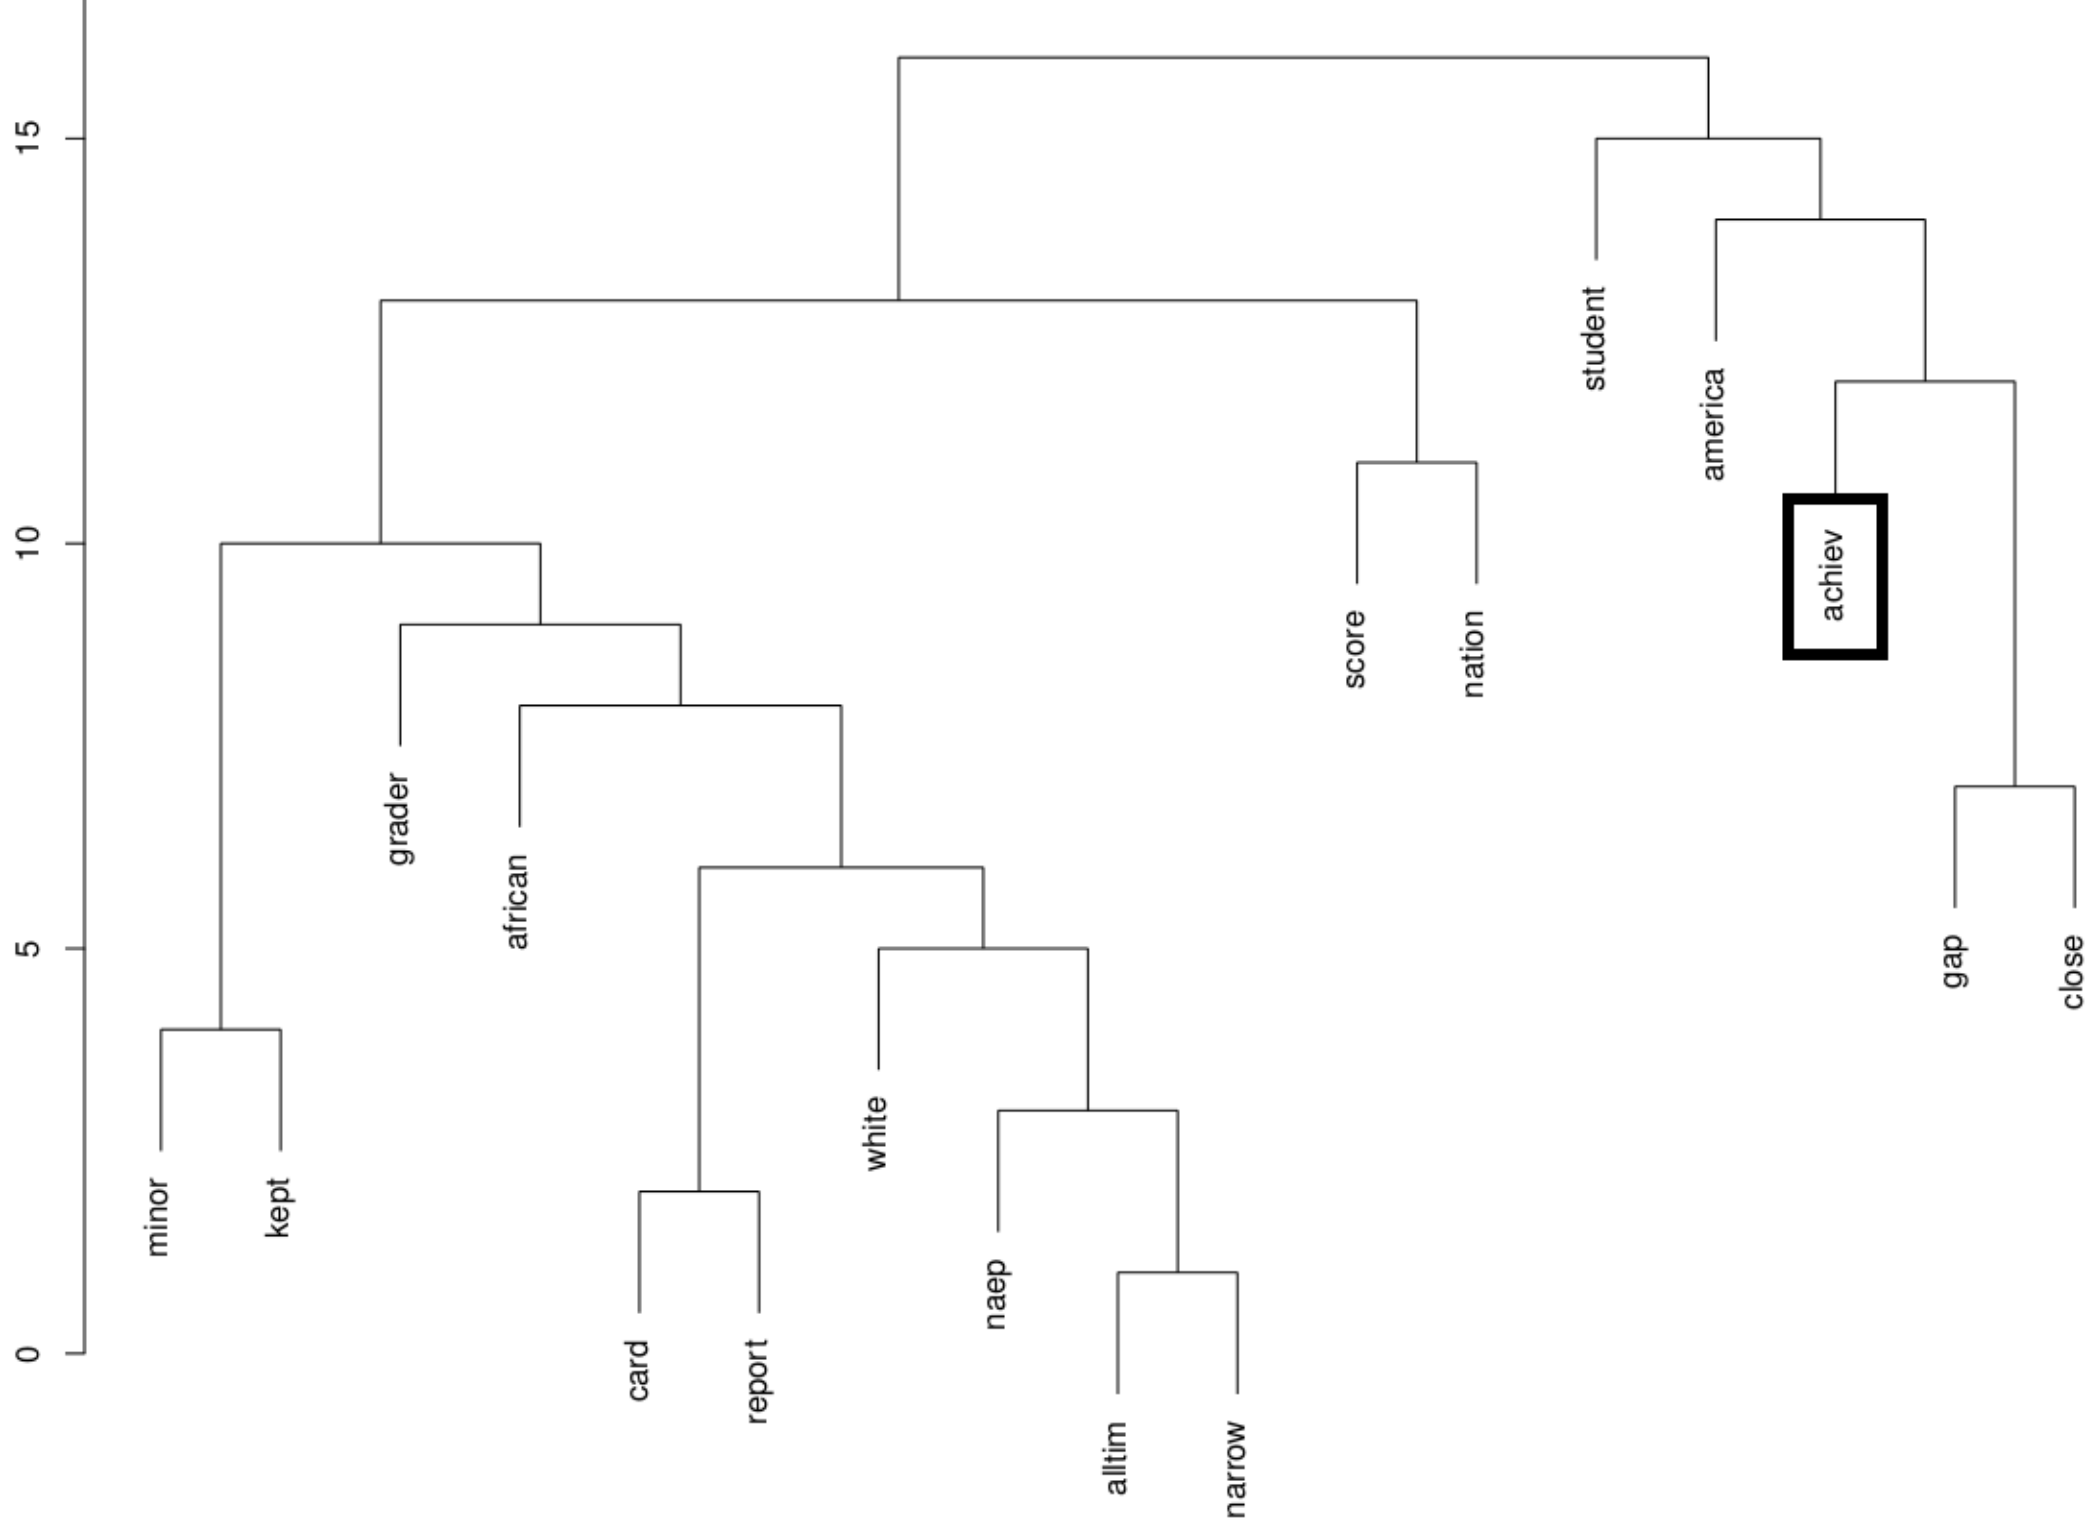 15
10
5
0
minor
kept
grader
african
card
report
white
naep
alltim
narrow
score
nation
student
america
achiev
gap
close